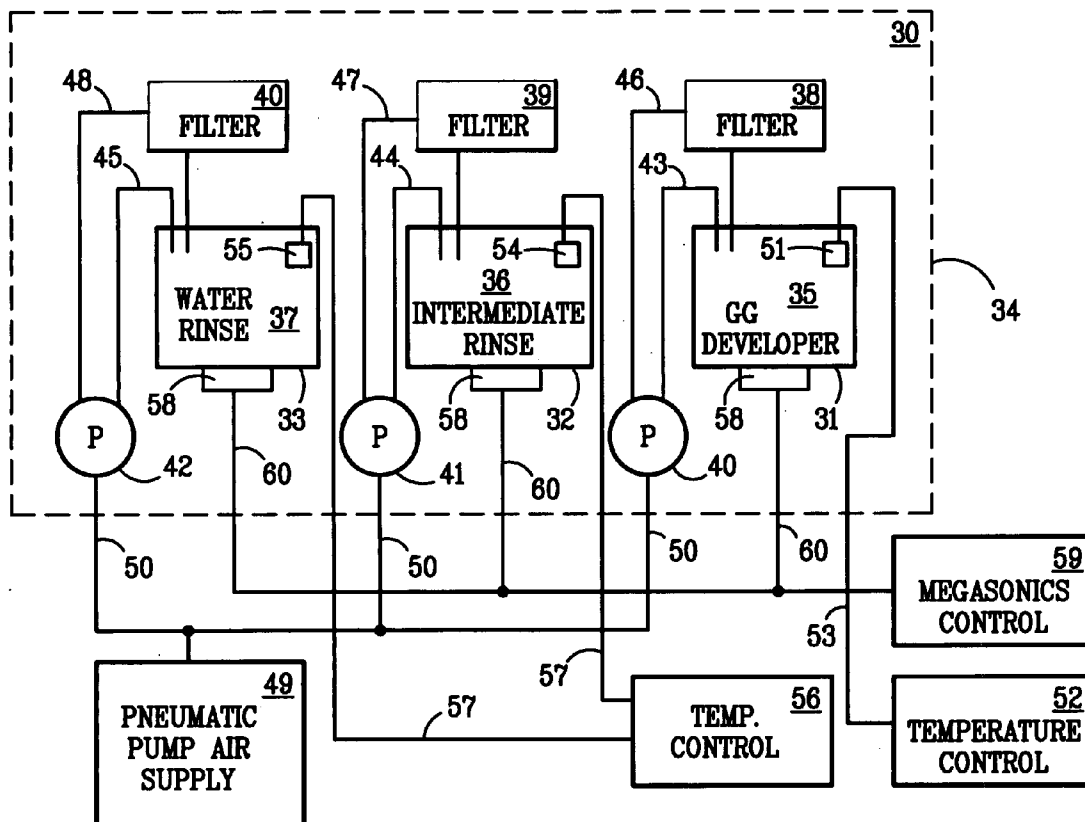 30
48
40
FILTER
47
39
FILTER
46
38
FILTER
45
44
43
55
WATER
RINSE
37
54
36
INTERMEDIATE
RINSE
51
35
GG
DEVELOPER
34
58
33
58
32
58
31
P
42
P
41
P
40
60
60
60
50
50
50
59
MEGASONICS
CONTROL
53
57
57
49
PNEUMATIC
PUMP AIR
SUPPLY
56
TEMP.
CONTROL
52
TEMPERATURE
CONTROL